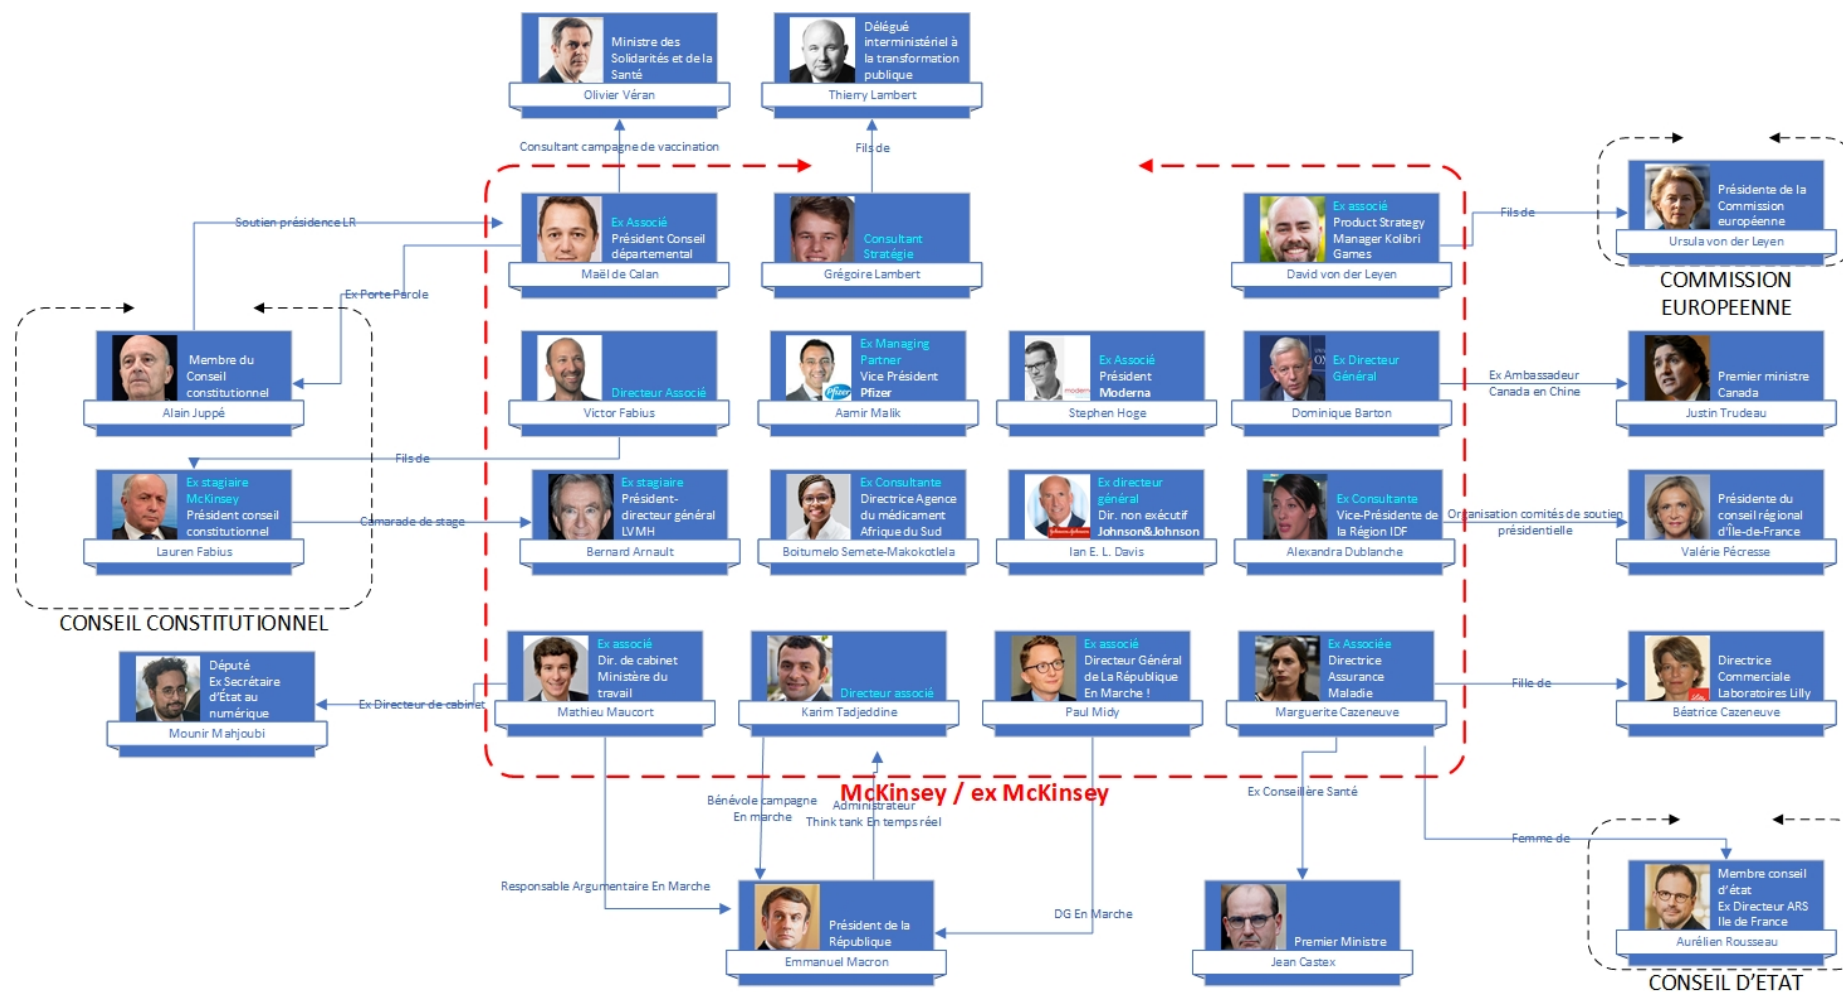 Ministre des
Solidarités et de la
Santé
Olivier Véran
Délégué
interministériel à
la transformation
publique
Thierry Lambert
Consultant campagne de vaccination
Fils de
Soutien présidence LR
Ex Associé
Président Conseil
départemental
Maël de Calan
Consultant
Stratégie
Grégoire Lambert
Ex associé
Product Strategy
Manager Kolibri
Games
David von der Leyen
Fils de
Présidente de la
Commission
européenne
Ursula von der Leyen
COMMISSION
EUROPEENNE
Ex Porte Parole
Membre du
Conseil
constitutionnel
Alain Juppé
Directeur Associé
Victor Fabius
Ex Managing
Partner
Vice Président
Pfizer
Pfizer
Aamir Malik
Ex Associé
Président
Moderna
moderna
Stephen Hoge
Ex Directeur
Général
Dominique Barton
Ex Ambassadeur
Canada en Chine
Premier ministre
Canada
Justin Trudeau
Fils de
Ex stagiaire
McKinsey
Président conseil
constitutionnel
Lauren Fabius
Camarade de stage
Ex stagiaire
Président-
directeur général
LVMH
Bernard Arnault
Ex Consultante
Directrice Agence
du médicament
Afrique du Sud
Boitumelo Semete-Makokotlela
Ex directeur
général
Dir. non exécutif
Johnson&Johnson
Johnson&Johnson
Ian E. L. Davis
Ex Consultante
Vice-Présidente de
la Région IDF
Alexandra Dublanche
Organisation comités de soutien
présidentielle
Présidente du
conseil régional
d'Île-de-France
Valérie Pécresse
CONSEIL CONSTITUTIONNEL
Député
Ex Secrétaire
d'État au
numérique
Mounir Mahjoubi
Ex Directeur de cabinet
Ex associé
Dir. de cabinet
Ministère du
travail
Mathieu Maucort
Directeur associé
Karim Tadjeddine
Ex associé
Directeur Général
de La République
En Marche !
Paul Midy
Ex Associée
Directrice
Assurance
Maladie
Marguerite Cazeneuve
Fille de
Directrice
Commerciale
Laboratoires Lilly
Béatrice Cazeneuve
McKinsey / ex McKinsey
Bénévole campagne
En marche
Administrateur
Think tank En temps réel
Ex Conseillère Santé
Femme de
Responsable Argumentaire En Marche
DG En Marche
Président de la
République
Emmanuel Macron
Premier Ministre
Jean Castex
Membre conseil
d'état
Ex Directeur ARS
Ile de France
Aurélien Rousseau
CONSEIL D'ETAT